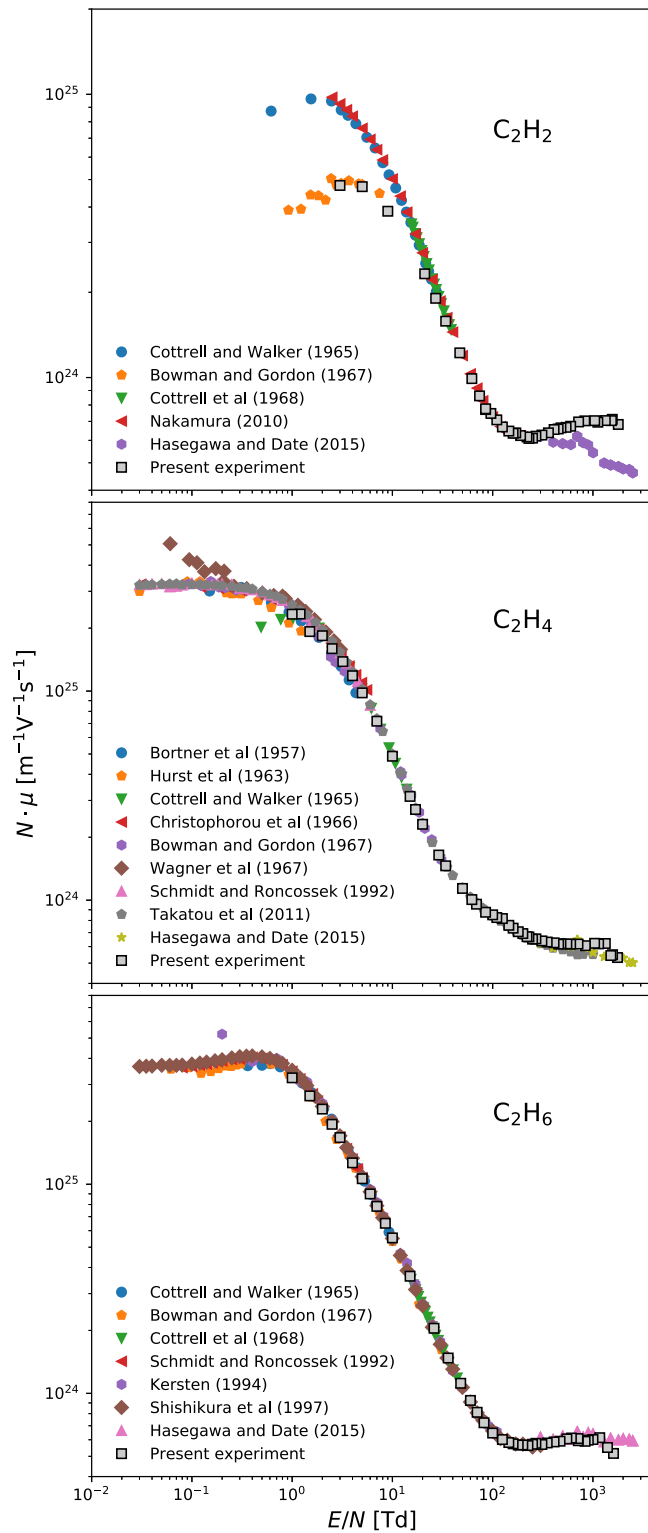 10^25
C2H2
10^24
Cottrell and Walker (1965)
Bowman and Gordon (1967)
Cottrell et al (1968)
Nakamura (2010)
Hasegawa and Date (2015)
Present experiment
C2H4
10^25
N · μ [m⁻¹V⁻¹s⁻¹]
Bortner et al (1957)
Hurst et al (1963)
Cottrell and Walker (1965)
Christophorou et al (1966)
Bowman and Gordon (1967)
Wagner et al (1967)
Schmidt and Roncossek (1992)
10^24
Takatou et al (2011)
Hasegawa and Date (2015)
Present experiment
C2H6
10^25
Cottrell and Walker (1965)
Bowman and Gordon (1967)
Cottrell et al (1968)
Schmidt and Roncossek (1992)
10^24
Kersten (1994)
Shishikura et al (1997)
Hasegawa and Date (2015)
Present experiment
10^−2 10^−1 10^0 10^1 10^2 10^3
E/N [Td]